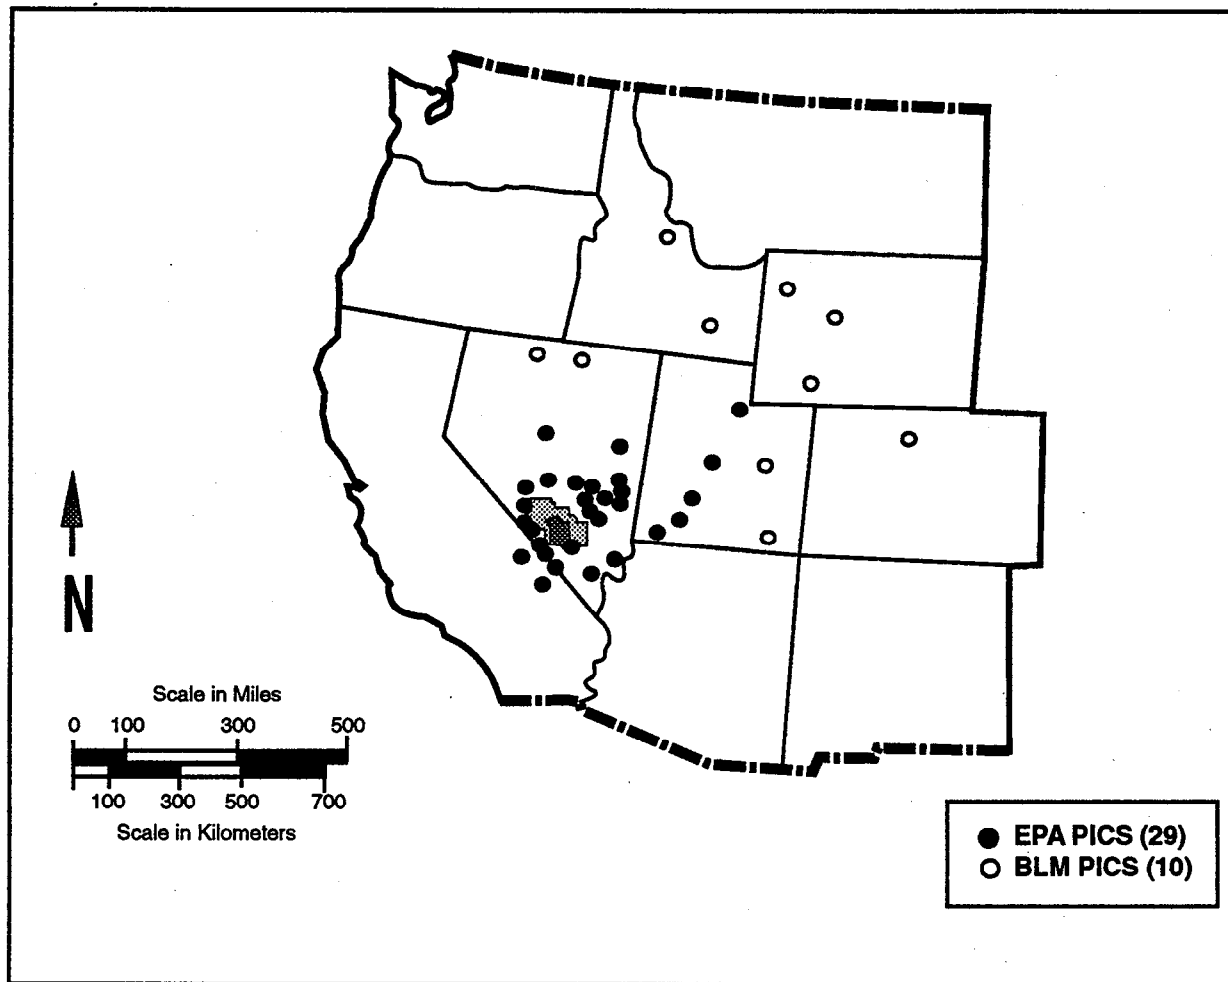 N
Scale in Miles
0 100 300 500
100 300 500 700
Scale in Kilometers
EPA PICS (29)
BLM PICS (10)